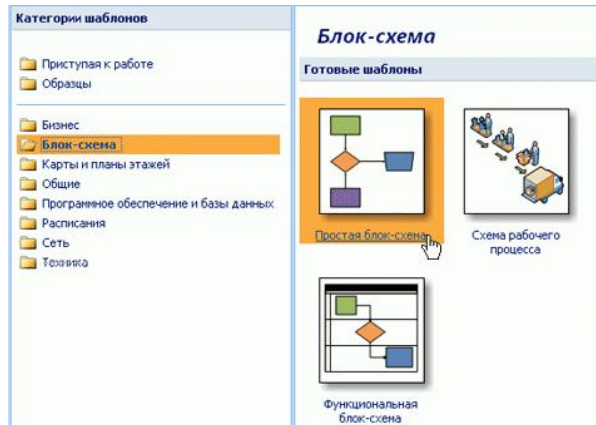 Категории шаблонов
Приступая к работе
Образцы
Бизнес
Блок-схема
Карты и планы этажей
Общие
Программное обеспечение и базы данных
Расписания
Сеть
Техника
Блок-схема
Готовые шаблоны
Простая блок-схема
Схема рабочего
процесса
Функциональная
блок-схема